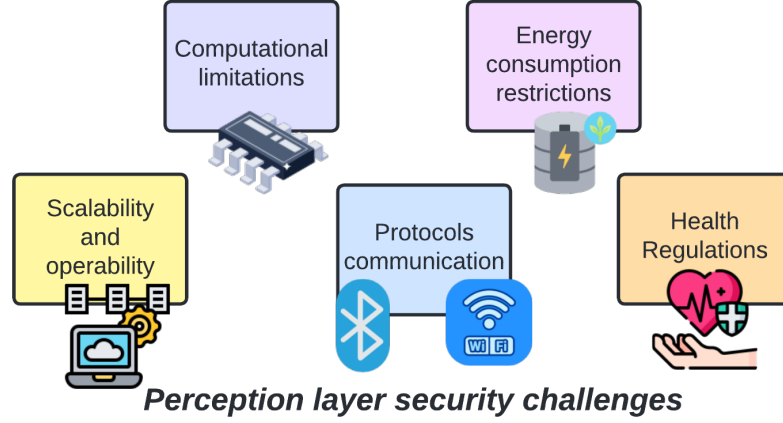 Computational
limitations
Energy
consumption
restrictions
Scalability
and
operability
Protocols
communication
Wi Fi
Health
Regulations
Perception layer security challenges